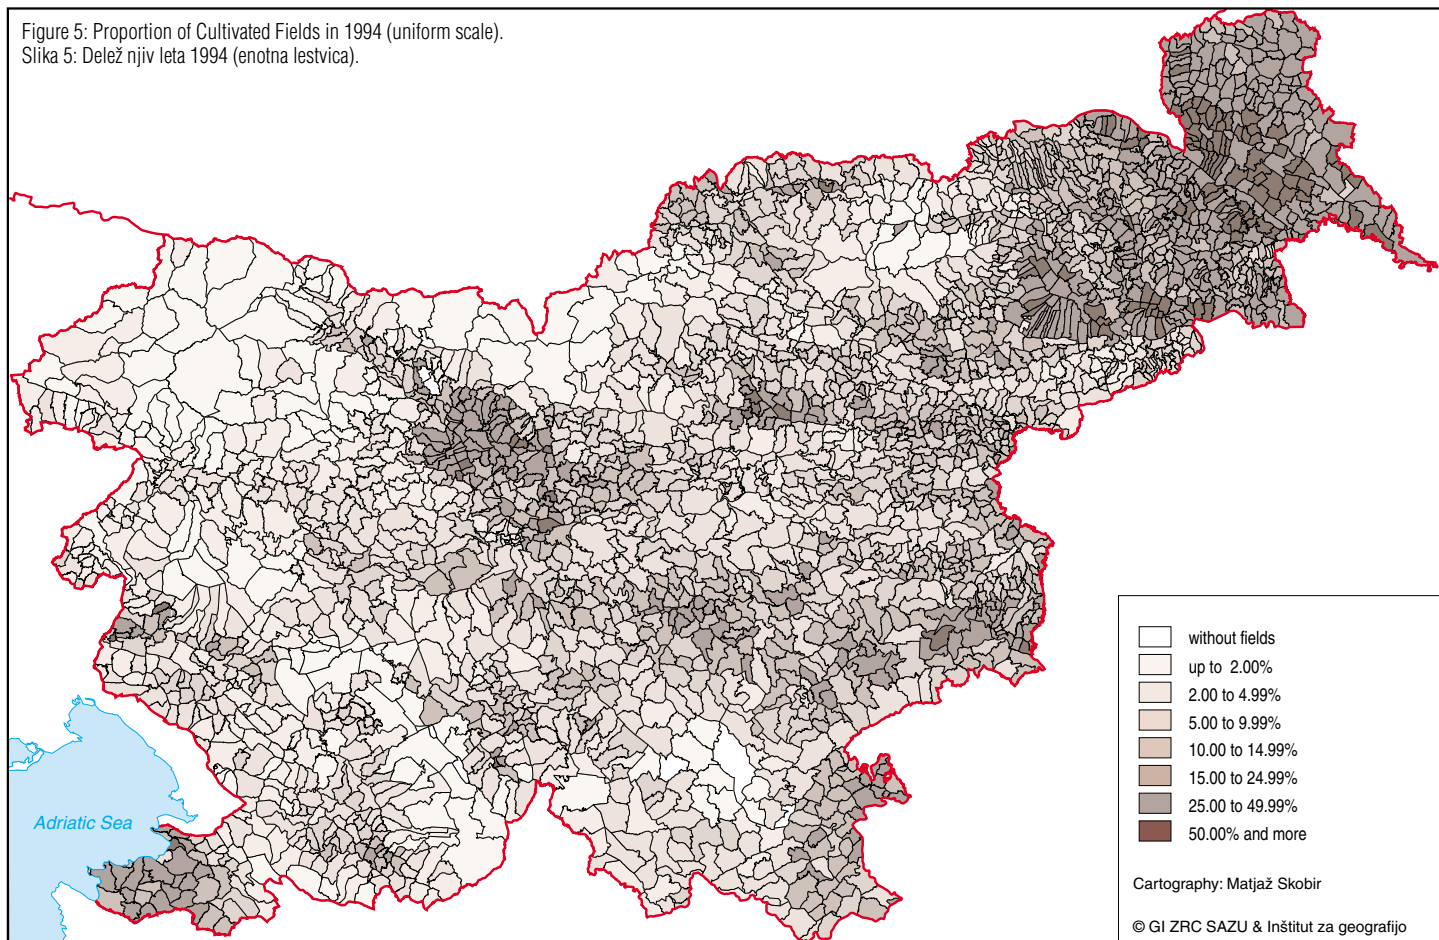 Figure 5: Proportion of Cultivated Fields in 1994 (uniform scale).
Slika 5: Delež njiv leta 1994 (enotna lestvica).
Adriatic Sea
without fields
up to 2.00%
2.00 to 4.99%
5.00 to 9.99%
10.00 to 14.99%
15.00 to 24.99%
25.00 to 49.99%
50.00% and more
Cartography: Matjaž Skobir
© GI ZRC SAZU & Inštitut za geografijo